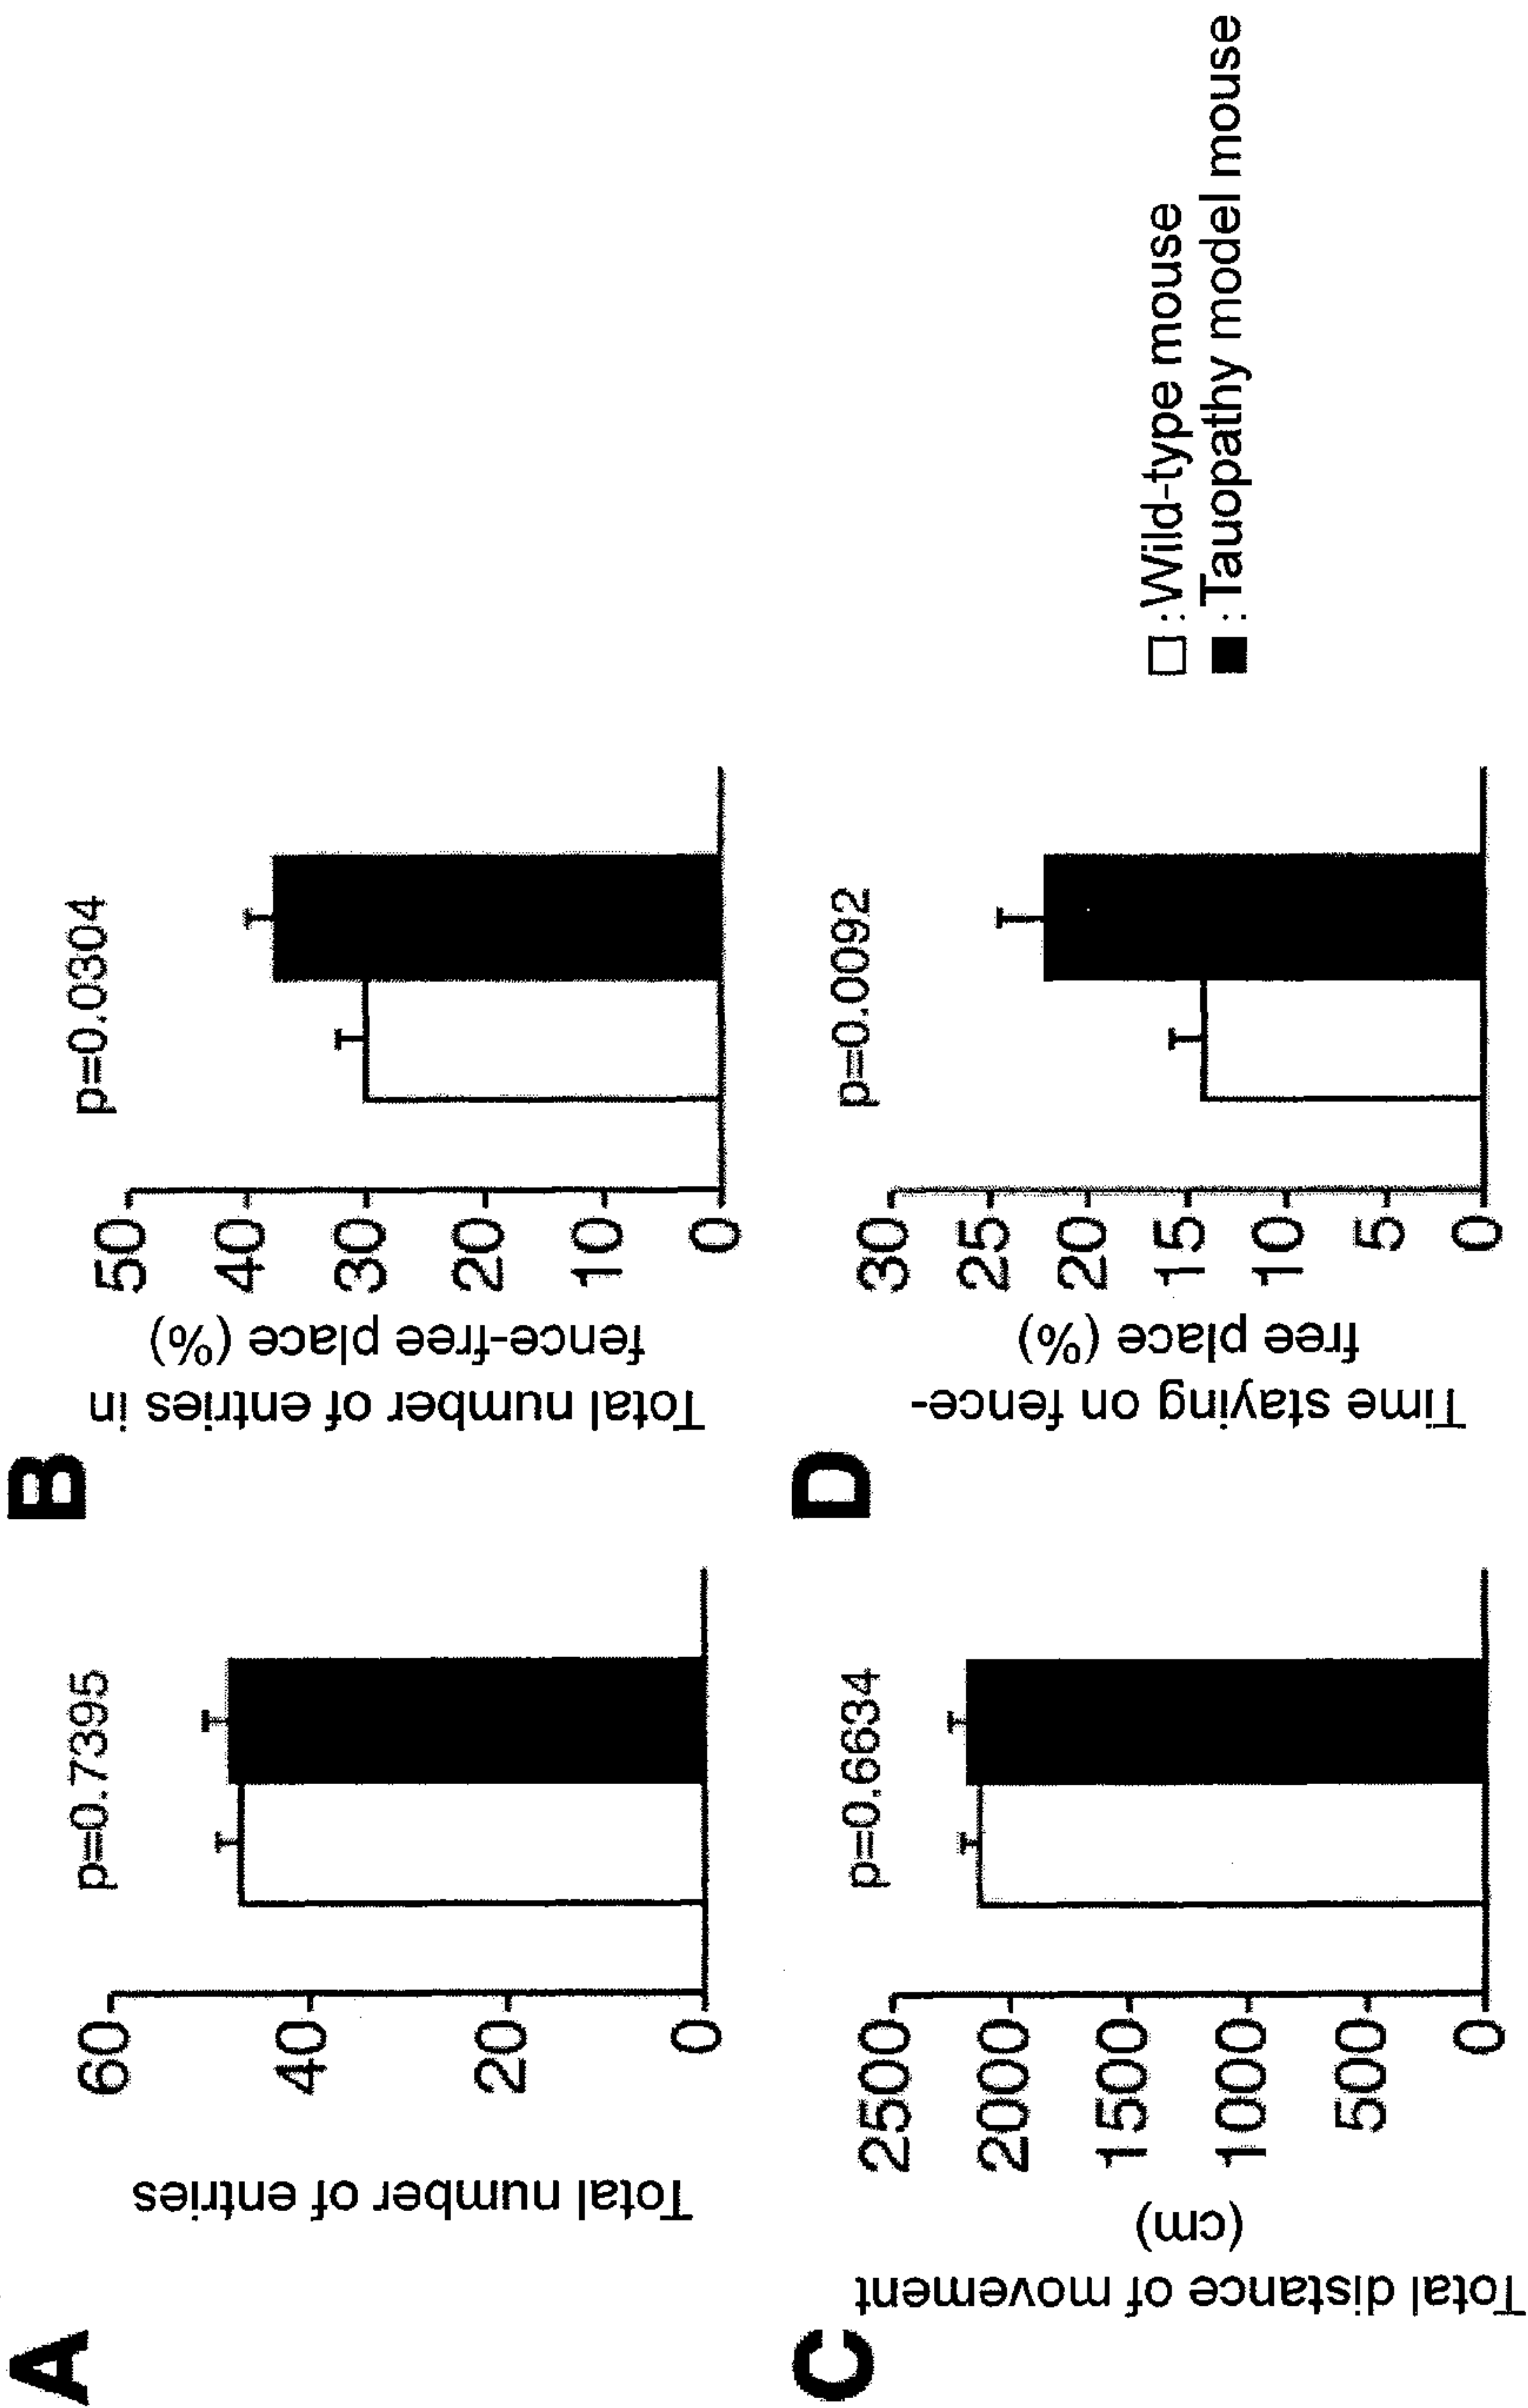 A
Total number of entries
60
40
20
0
p=0.7395
B
Total number of entries in
fence-free place (%)
50
40
30
20
10
0
p=0.0304
C
Total distance of movement
(cm)
2500
2000
1500
1000
500
0
p=0.6634
D
Time staying on fence-
free place (%)
30
25
20
15
10
5
0
p=0.0092
:Wild-type mouse
:Tauopathy model mouse